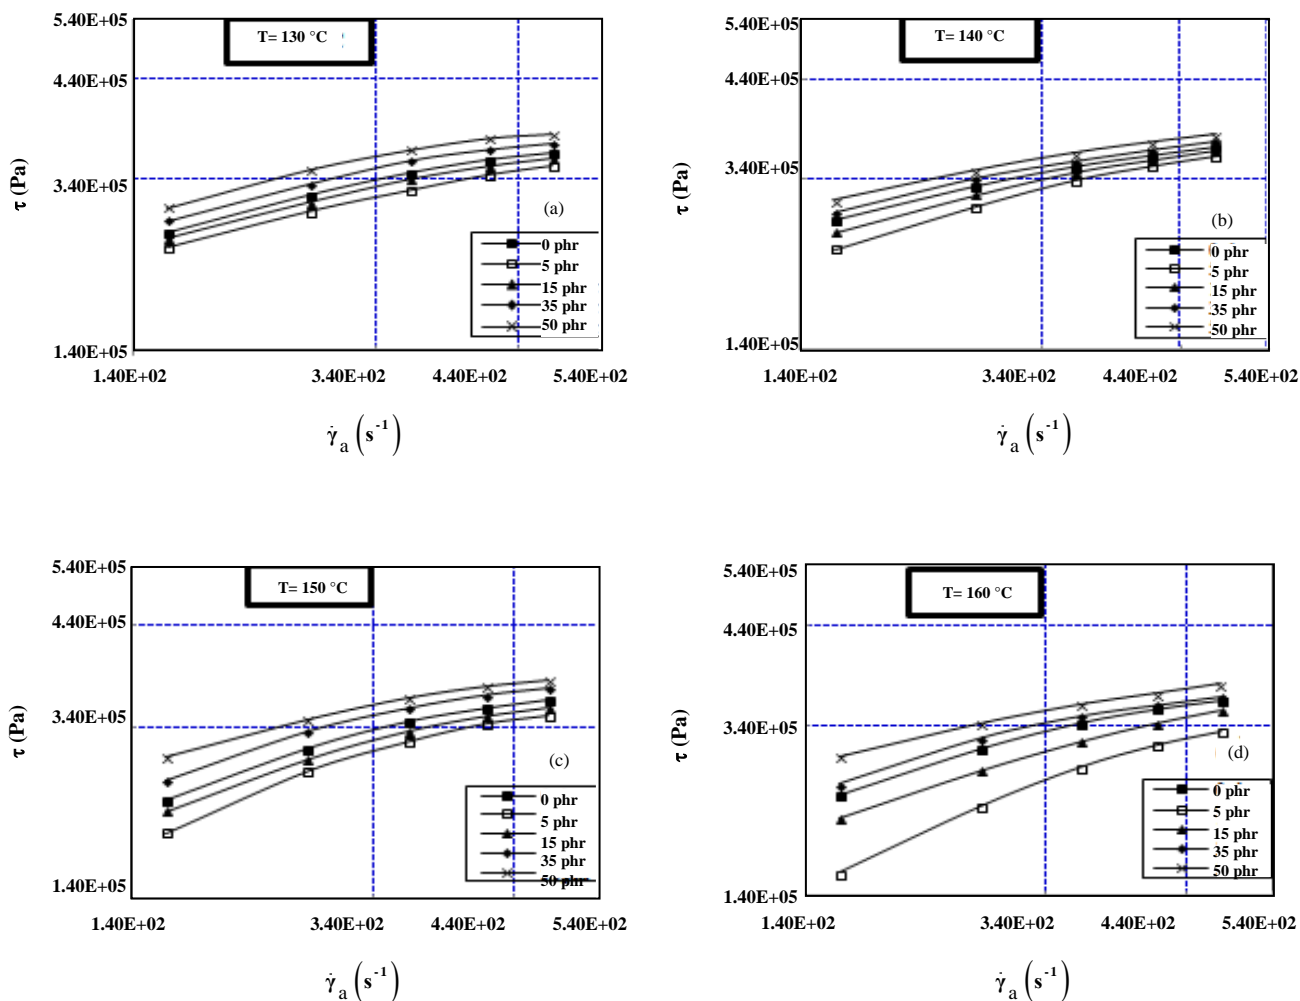 5.40E+05
T= 130 °C
4.40E+05
3.40E+05
τ (Pa)
(a)
0 phr
5 phr
15 phr
35 phr
50 phr
1.40E+05
1.40E+02 3.40E+02 4.40E+02 5.40E+02
γ̇a (s-1)
5.40E+05
T= 140 °C
4.40E+05
3.40E+05
τ (Pa)
(b)
0 phr
5 phr
15 phr
35 phr
50 phr
1.40E+05
1.40E+02 3.40E+02 4.40E+02 5.40E+02
γ̇a (s-1)
5.40E+05
T= 150 °C
4.40E+05
3.40E+05
τ (Pa)
(c)
0 phr
5 phr
15 phr
35 phr
50 phr
1.40E+05
1.40E+02 3.40E+02 4.40E+02 5.40E+02
γ̇a (s-1)
5.40E+05
T= 160 °C
4.40E+05
3.40E+05
τ (Pa)
(d)
0 phr
5 phr
15 phr
35 phr
50 phr
1.40E+05
1.40E+02 3.40E+02 4.40E+02 5.40E+02
γ̇a (s-1)